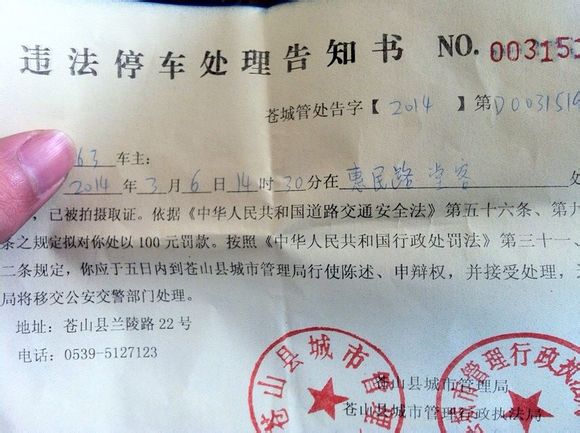 违法停车处理告知书 NO. 003151
苍城管处告字【2014】第D0031519
63 车主：
2014 年 3 月 6 日 14 时 30 分在 惠民路 处
，已被拍摄取证。依据《中华人民共和国道路交通安全法》第五十六条、第九
条之规定拟对你处以 100 元罚款。按照《中华人民共和国行政处罚法》第三十一、
二条规定，你应于五日内到苍山县城市管理局行使陈述、申辩权，并接受处理，
局将移交公安交警部门处理。
地址：苍山县兰陵路 22 号
电话：0539-5127123
苍山县城市管理局
苍山县城市管理行政执法局
苍山县城市管理
城市管理行政执